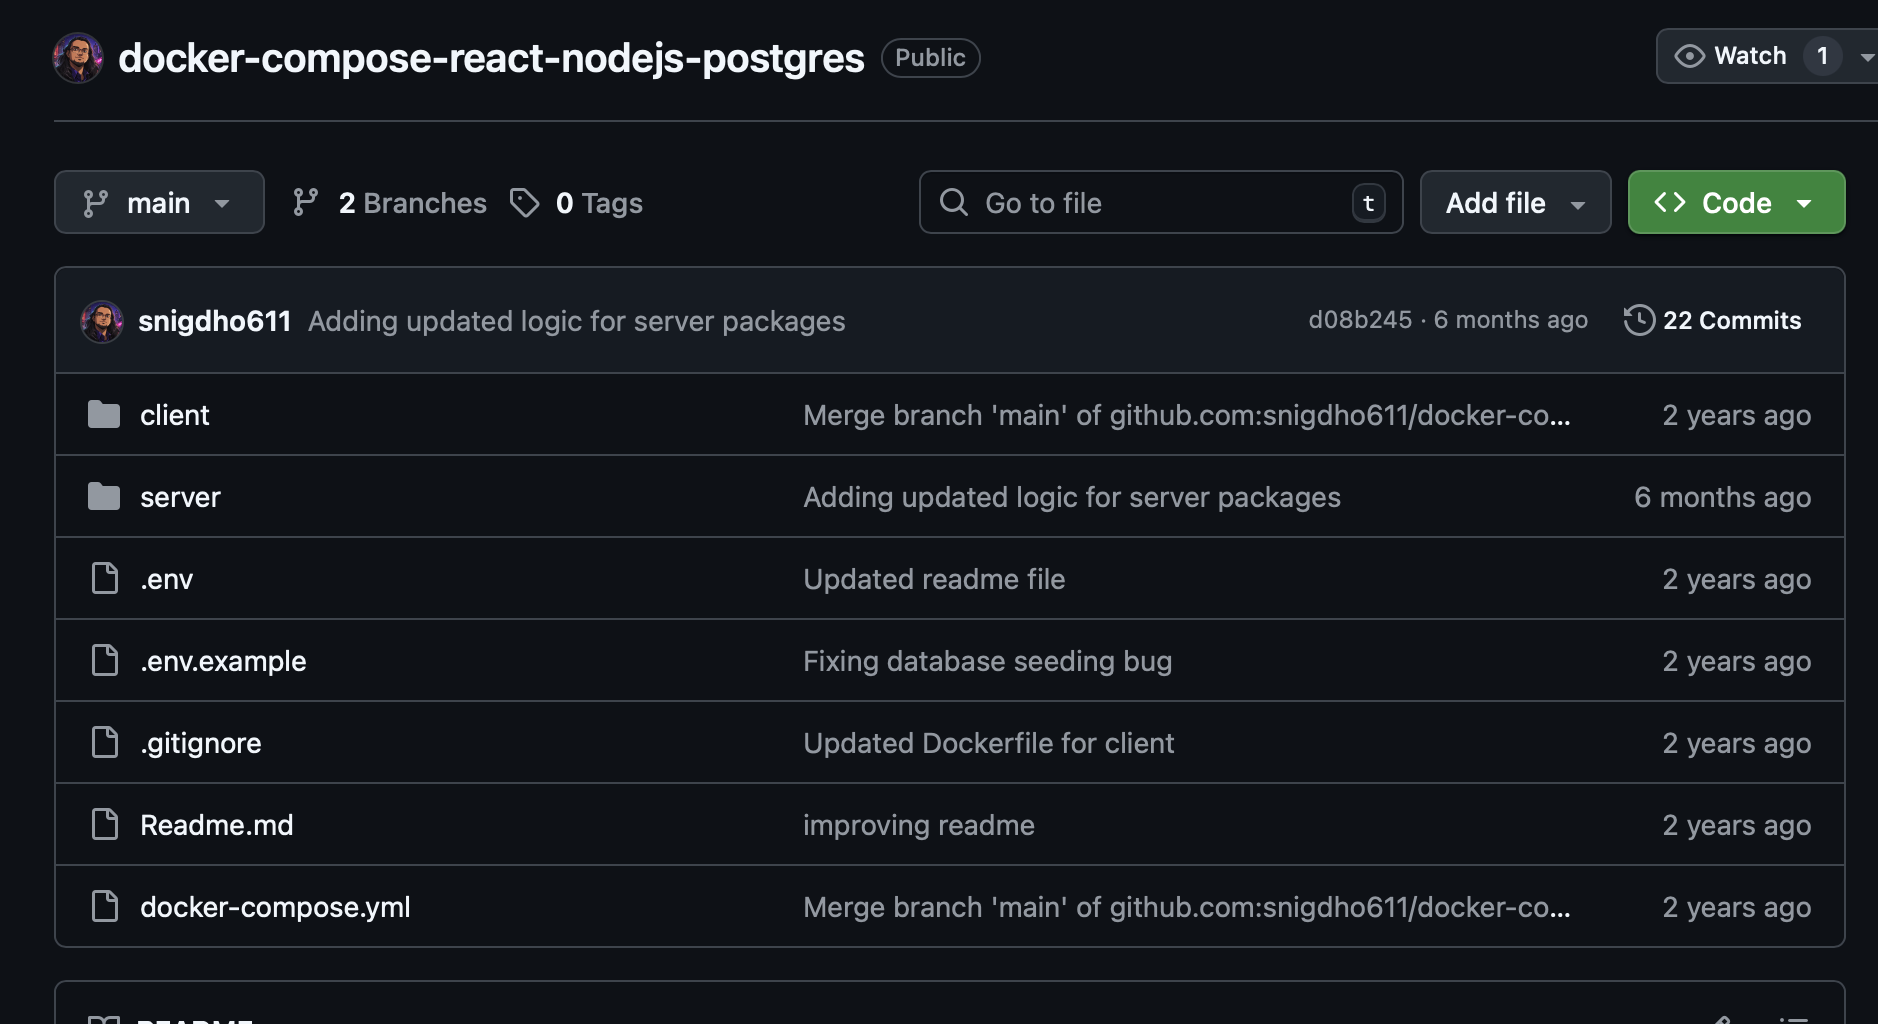 docker-compose-react-nodejs-postgres Public Watch 1
main 2 Branches 0 Tags Go to file t Add file Code
snigdho611 Adding updated logic for server packages d08b245 · 6 months ago 22 Commits
client Merge branch 'main' of github.com:snigdho611/docker-co... 2 years ago
server Adding updated logic for server packages 6 months ago
.env Updated readme file 2 years ago
.env.example Fixing database seeding bug 2 years ago
.gitignore Updated Dockerfile for client 2 years ago
Readme.md improving readme 2 years ago
docker-compose.yml Merge branch 'main' of github.com:snigdho611/docker-co... 2 years ago
README